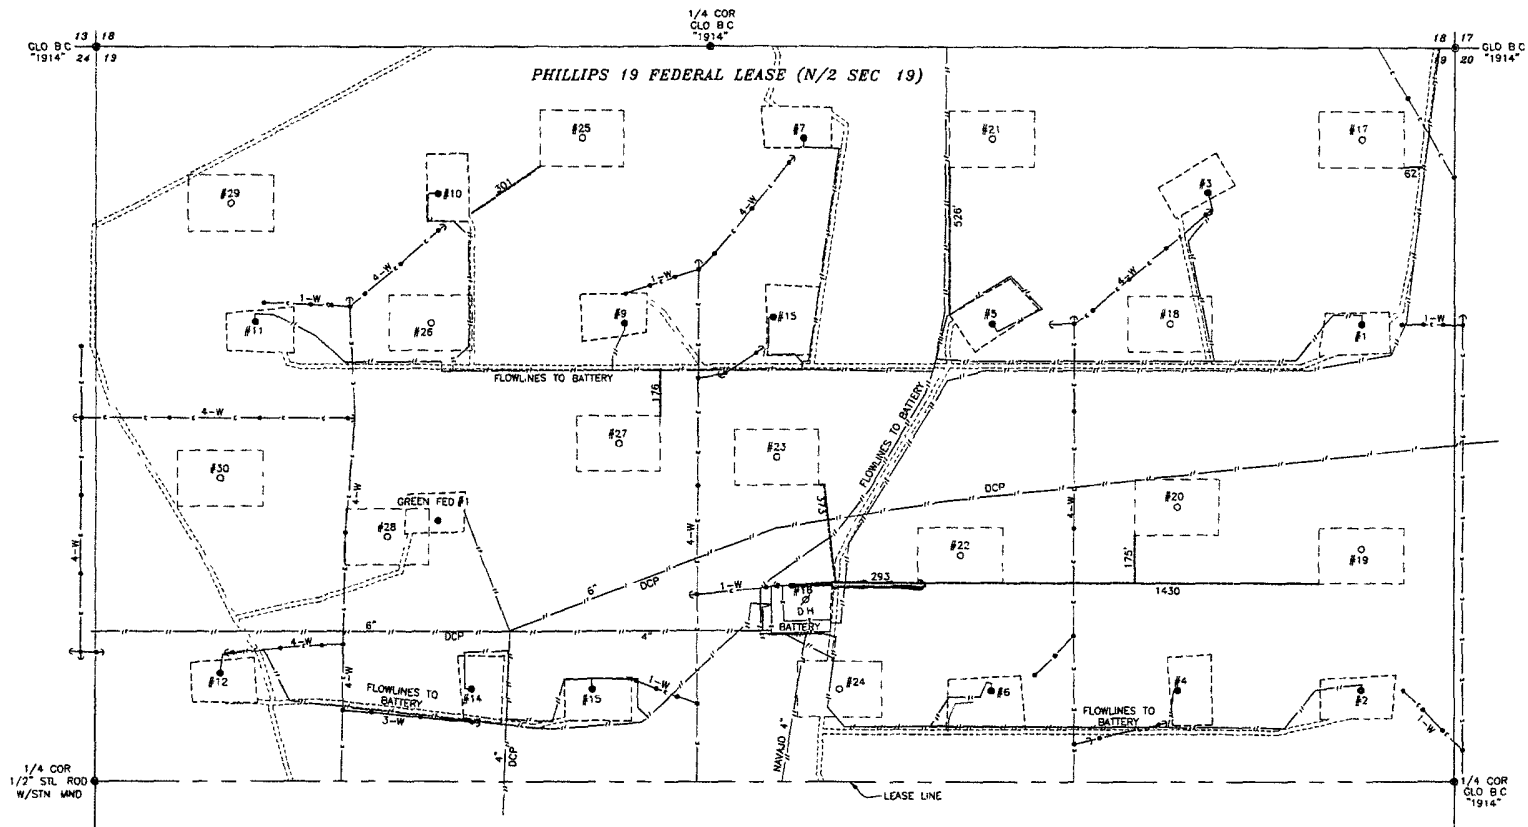 1/4 COR
GLO B C
"1914"
13 18
GLO B C
"1914"
24 19
18 17
GLO B C
"1914"
19 20
PHILLIPS 19 FEDERAL LEASE (N/2 SEC 19)
#25
#7
#21
#17
#29
#10
301
4-W
526'
#3
62'
4-W
1-W
1-W
4-W
#11
#26
#9
#15
#5
#18
#1
1-W
FLOWLINES TO BATTERY
176
FLOWLINES TO BATTERY
4-W
#27
#23
#30
4-W
GREEN FED #1
#28
373
DCP
#20
4-W
4-W
4-W
#22
175'
#19
6"
DCP
1-W
293
1430
#16
D H
BATTERY
6"
DCP
4"
4-W
#12
4-W
FLOWLINES TO
BATTERY
3-W
#14
#15
1-W
#24
#6
#4
FLOWLINES TO
BATTERY
#2
1-W
4"
DCP
NAVAJO 4"
1/4 COR
1/2" STL ROD
W/STN MND
LEASE LINE
1/4 COR
GLO B C
"1914"